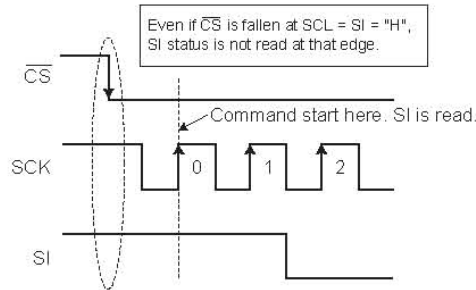 Even if CS is fallen at SCL = SI = "H",
SI status is not read at that edge.
CS
Command start here. SI is read.
SCK
0 1 2
SI